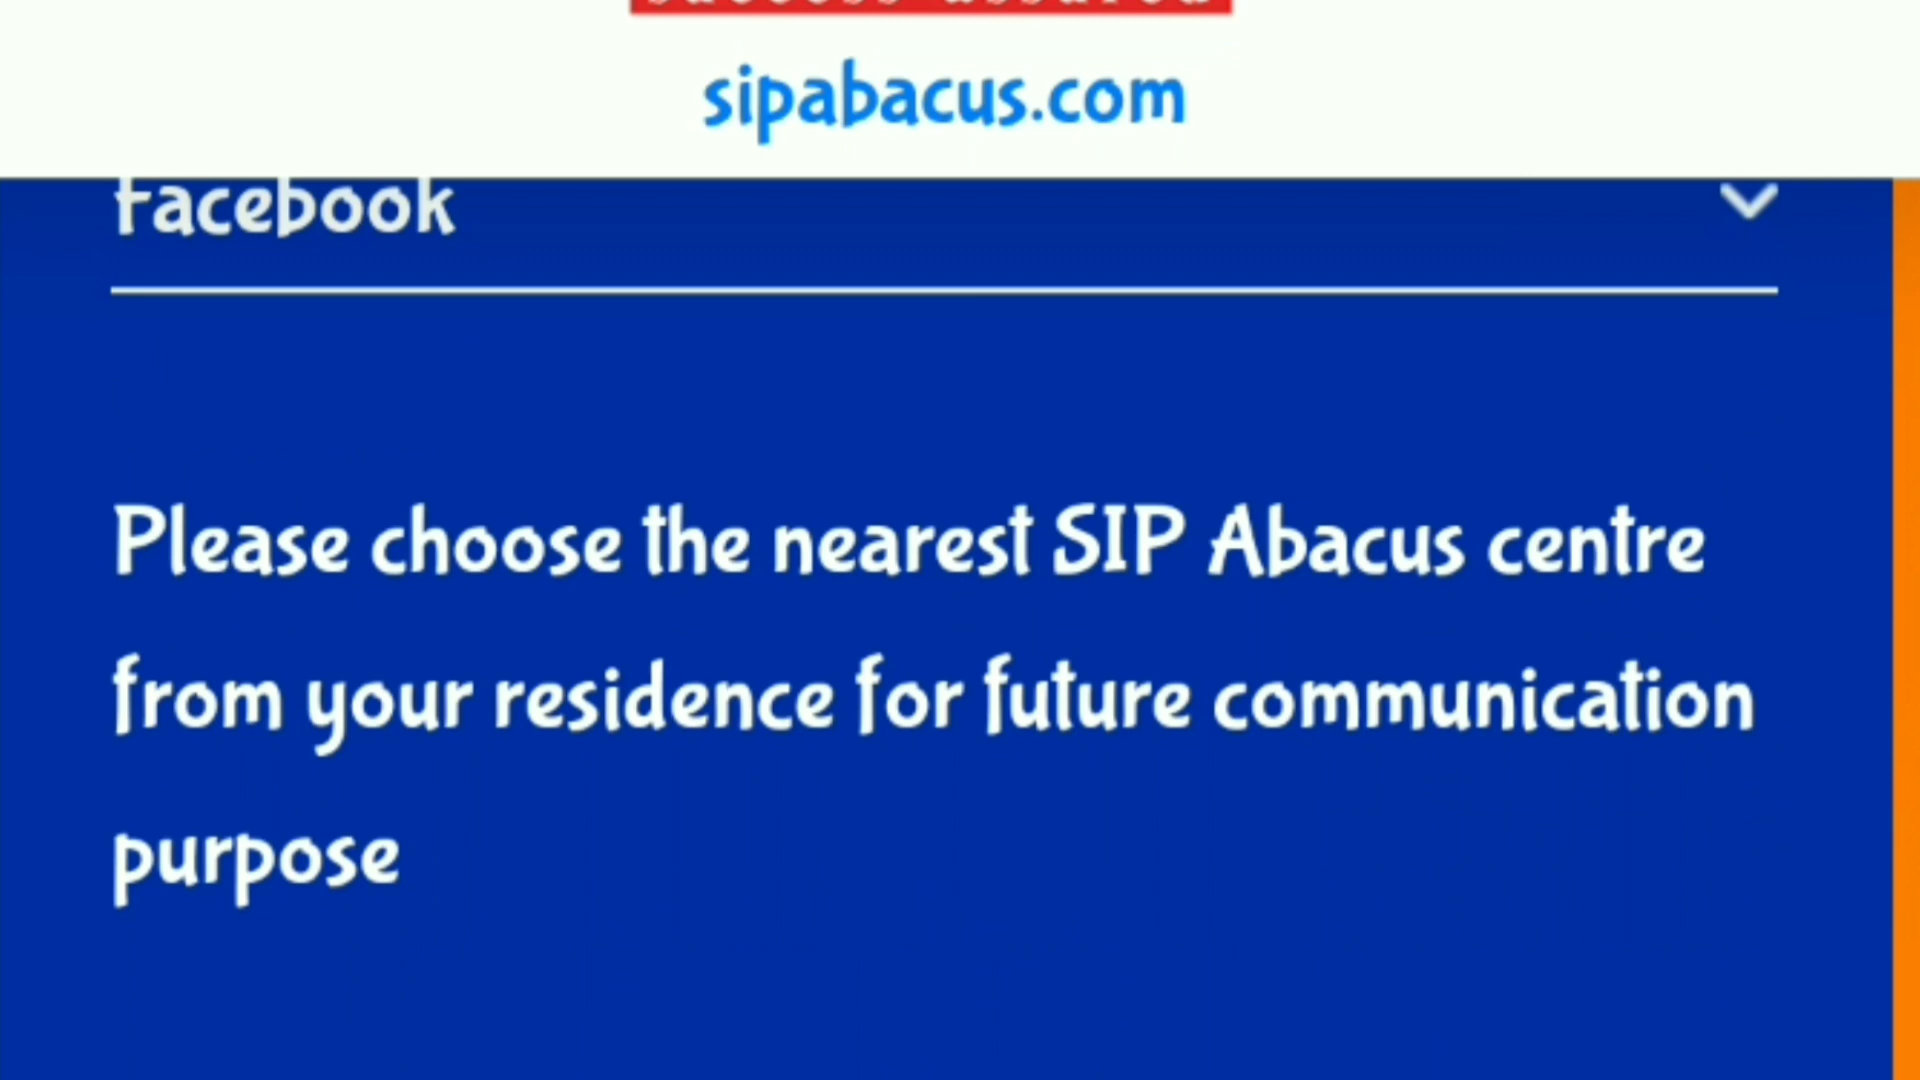 sipabacus.com
Facebook
Please choose the nearest SIP Abacus centre
from your residence for future communication
purpose